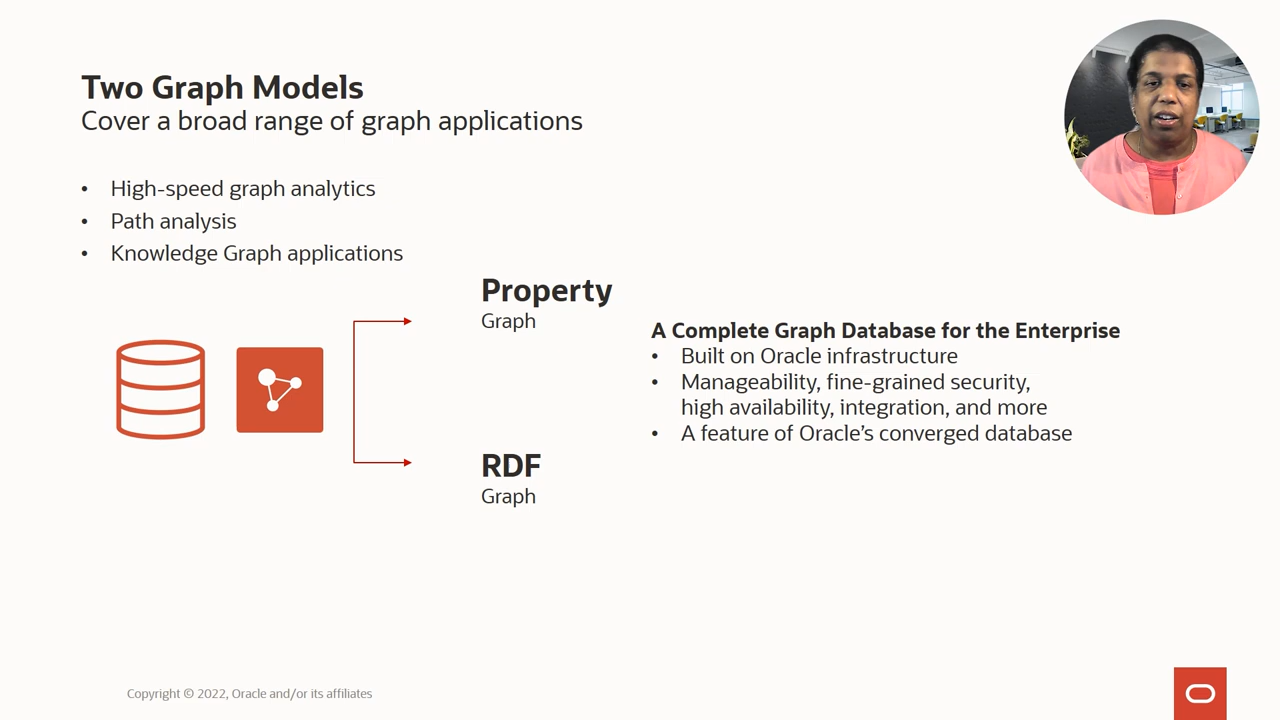 Two Graph Models
Cover a broad range of graph applications
• High-speed graph analytics
• Path analysis
• Knowledge Graph applications
Property
Graph
A Complete Graph Database for the Enterprise
• Built on Oracle infrastructure
• Manageability, fine-grained security,
high availability, integration, and more
• A feature of Oracle’s converged database
RDF
Graph
Copyright © 2022, Oracle and/or its affiliates